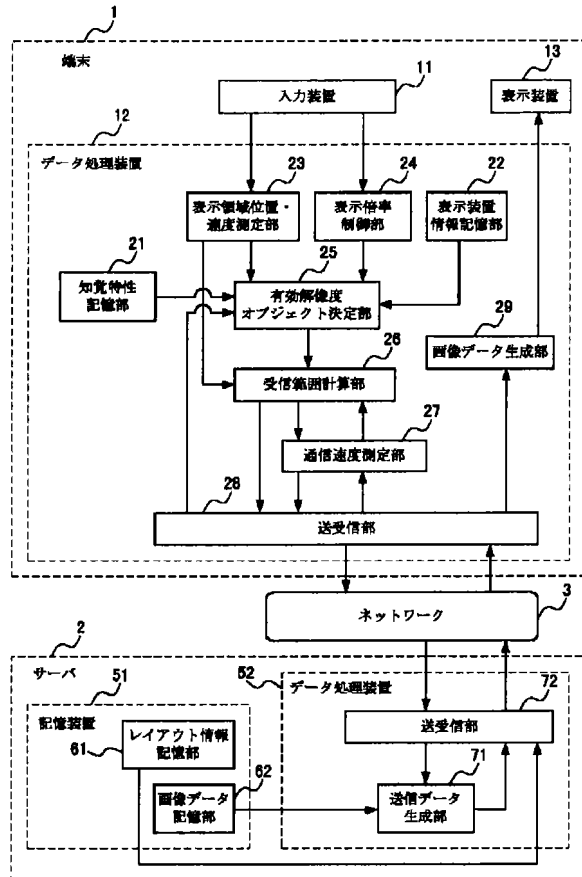 1
端末
11
入力装置
13
表示装置
12
データ処理装置
23
表示領域位置・
速度測定部
24
表示倍率
制御部
22
表示装置
情報記憶部
21
知覚特性
記憶部
25
有効解像度
オブジェクト決定部
29
画像データ生成部
26
受信範囲計算部
27
通信速度測定部
28
送受信部
ネットワーク
3
2
サーバ
51
記憶装置
52
データ処理装置
72
送受信部
61
レイアウト情報
記憶部
62
画像データ
記憶部
71
送信データ
生成部